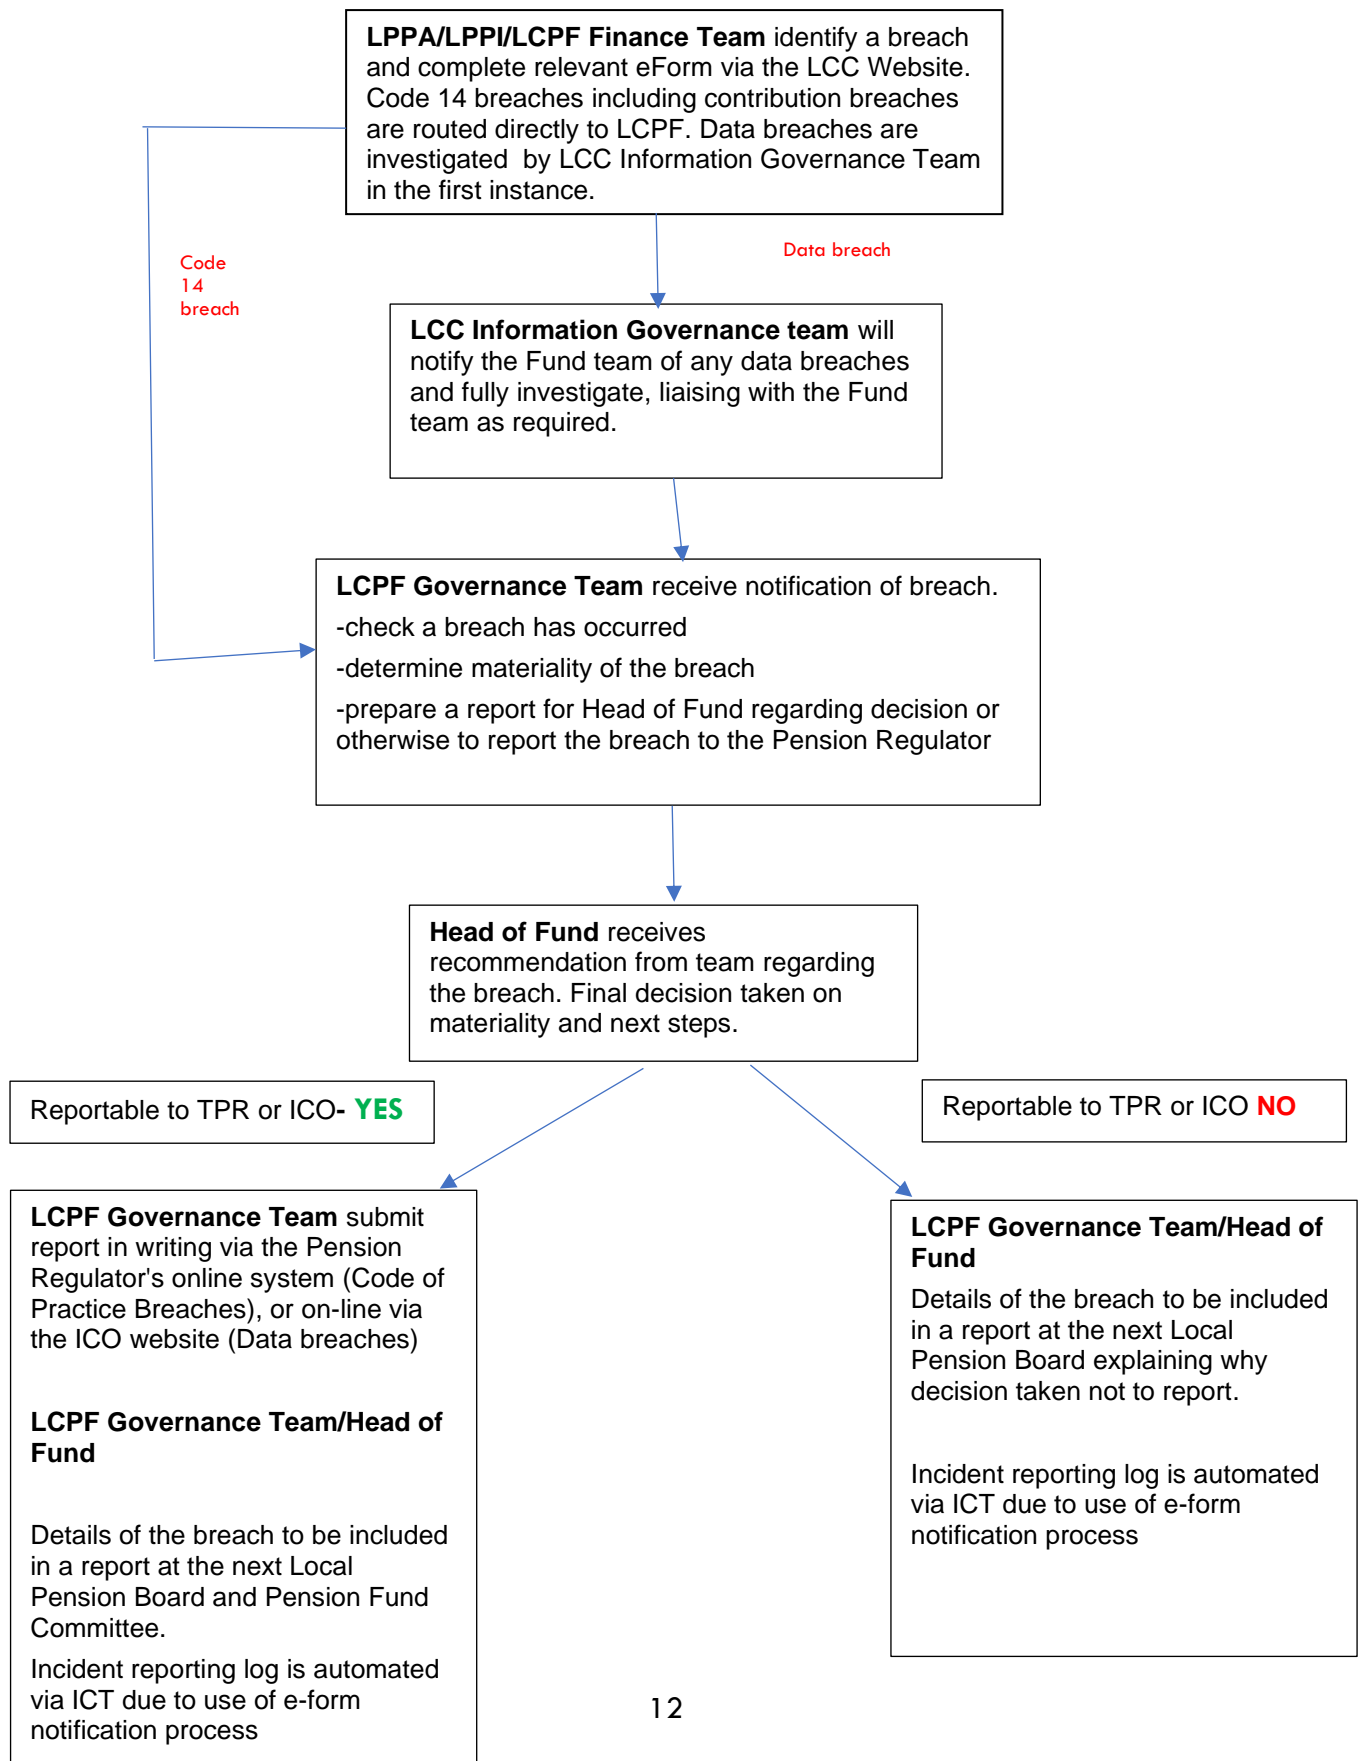 LPPA/LPPI/LCPF Finance Team identify a breach
and complete relevant eForm via the LCC Website.
Code 14 breaches including contribution breaches
are routed directly to LCPF. Data breaches are
investigated  by LCC Information Governance Team
in the first instance.
Code
14
breach
Data breach
LCC Information Governance team will
notify the Fund team of any data breaches
and fully investigate, liaising with the Fund
team as required.
LCPF Governance Team receive notification of breach.
-check a breach has occurred
-determine materiality of the breach
-prepare a report for Head of Fund regarding decision or
otherwise to report the breach to the Pension Regulator
Head of Fund receives
recommendation from team regarding
the breach. Final decision taken on
materiality and next steps.
Reportable to TPR or ICO- YES
Reportable to TPR or ICO NO
LCPF Governance Team submit
report in writing via the Pension
Regulator's online system (Code of
Practice Breaches), or on-line via
the ICO website (Data breaches)
LCPF Governance Team/Head of
Fund
Details of the breach to be included
in a report at the next Local
Pension Board and Pension Fund
Committee.
Incident reporting log is automated
via ICT due to use of e-form
notification process
LCPF Governance Team/Head of
Fund
Details of the breach to be included
in a report at the next Local
Pension Board explaining why
decision taken not to report.
Incident reporting log is automated
via ICT due to use of e-form
notification process
12